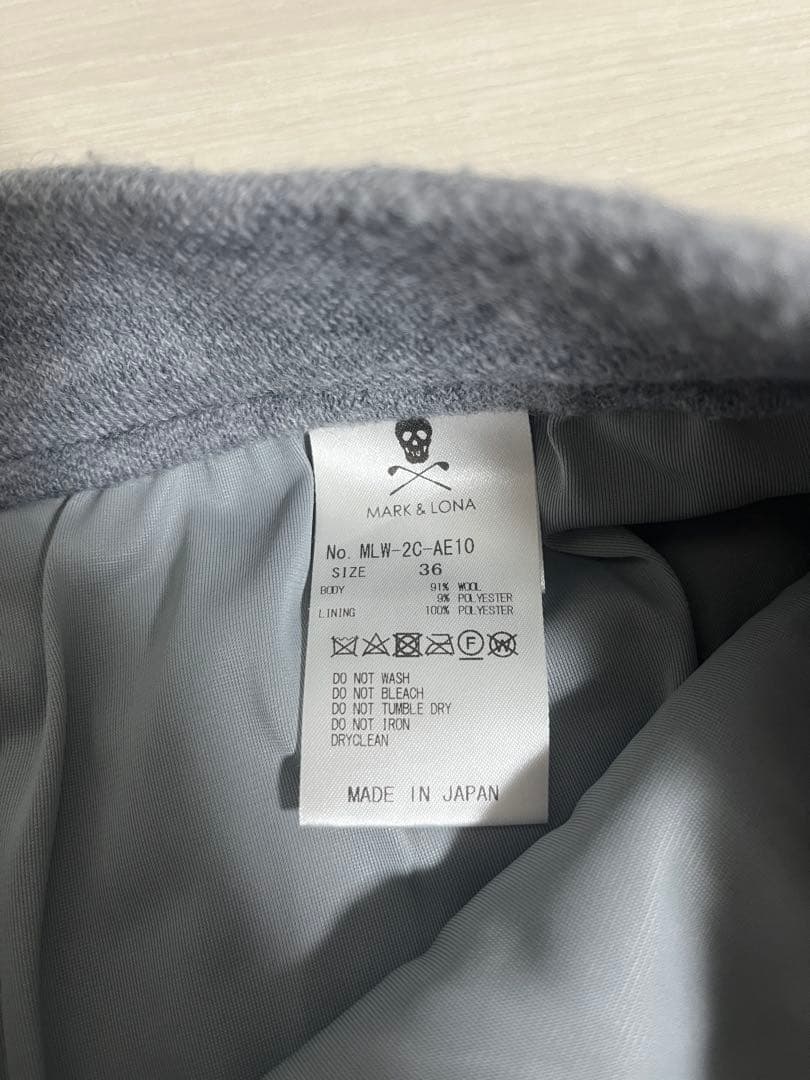 MARK & LONA
No. MLW-2C-AE10
SIZE 36
BODY 91% WOOL
9% POLYESTER
LINING 100% POLYESTER
F W
DO NOT WASH
DO NOT BLEACH
DO NOT TUMBLE DRY
DO NOT IRON
DRYCLEAN
MADE IN JAPAN